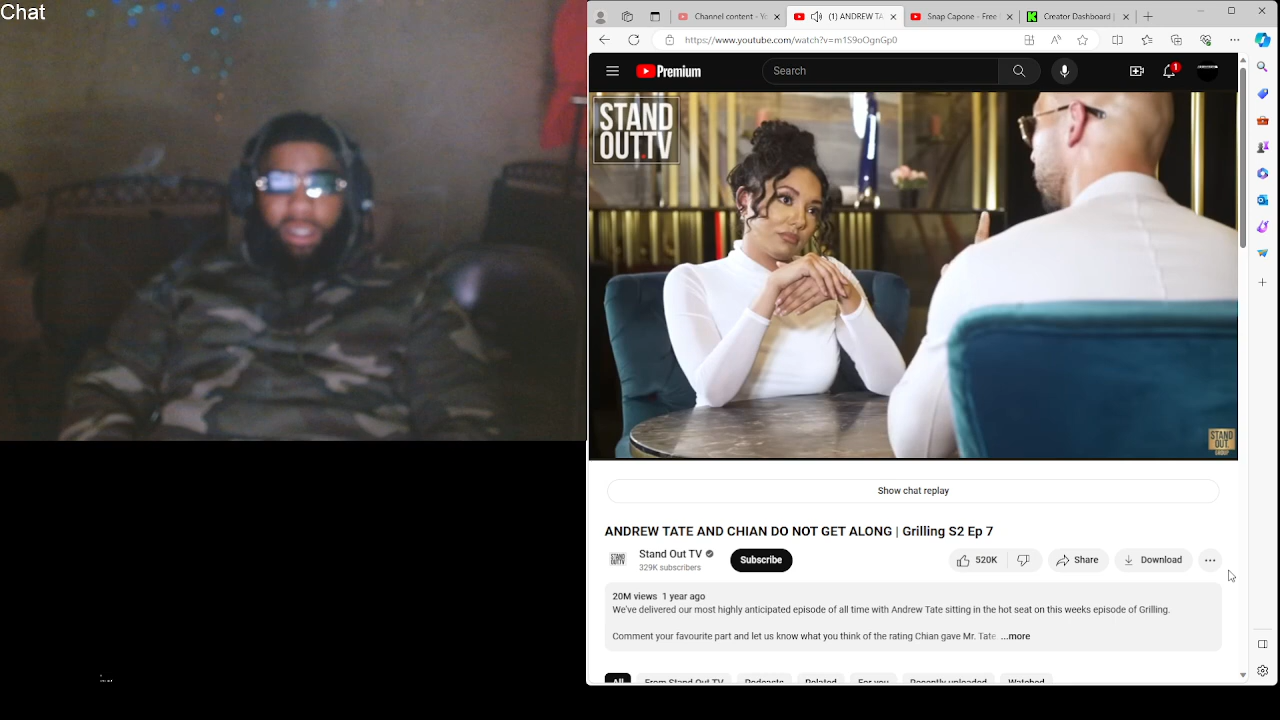 Chat
Channel content - Yo
(1) ANDREW TA
Snap Capone - Free
Creator Dashboard |
https://www.youtube.com/watch?v=m1S9oOgnGp0
Premium
Search
1
STAND
OUTTV
STAND
OUT.
GROUP
Show chat replay
ANDREW TATE AND CHIAN DO NOT GET ALONG | Grilling S2 Ep 7
Stand Out TV
329K subscribers
Subscribe
520K
Share
Download
20M views 1 year ago
We've delivered our most highly anticipated episode of all time with Andrew Tate sitting in the hot seat on this weeks episode of Grilling.
Comment your favourite part and let us know what you think of the rating Chian gave Mr. Tate ...more
All From Stand Out TV Podcasts Related For you Recently uploaded Watched